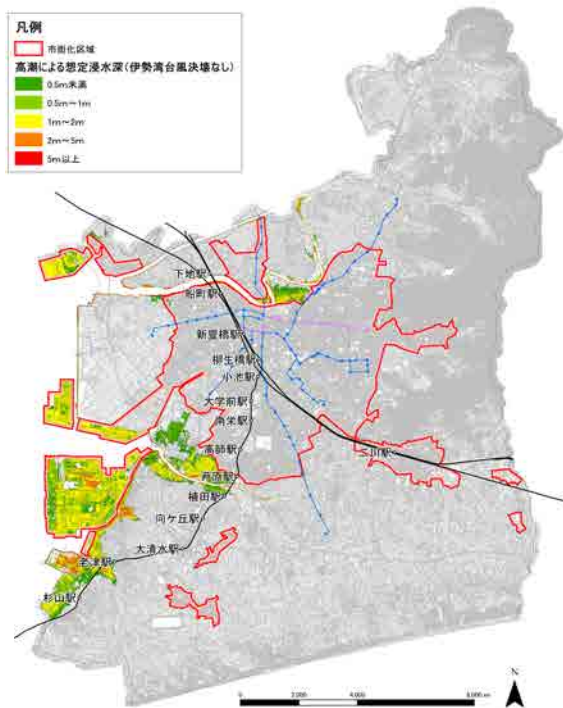 凡例
市街化区域
高潮による想定浸水深(伊勢湾台風決壊なし)
0.5m未満
0.5m~1m
1m~2m
2m~5m
5m以上
下地駅
船町駅
新豊橋駅
柳生橋駅
小池駅
大学前駅
南栄駅
高師駅
芦原駅
植田駅
向ケ丘駅
大清水駅
老津駅
杉山駅
二川駅
N
0 2,000 4,000 8,000 m